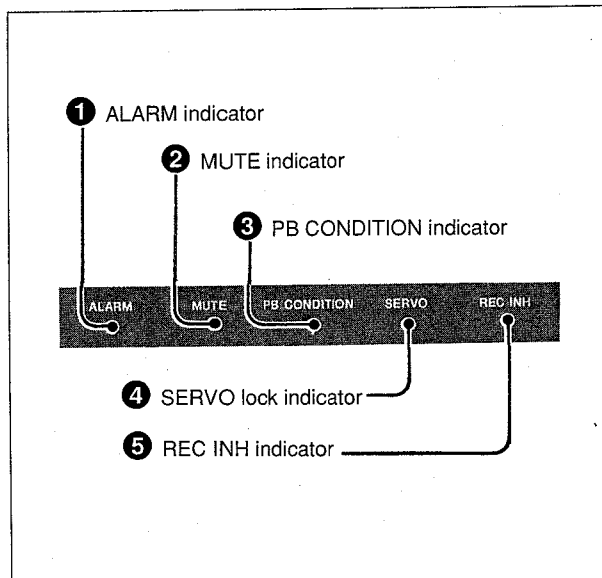 1 ALARM indicator
2 MUTE indicator
3 PB CONDITION indicator
ALARM MUTE PB CONDITION SERVO REC INH
4 SERVO lock indicator
5 REC INH indicator